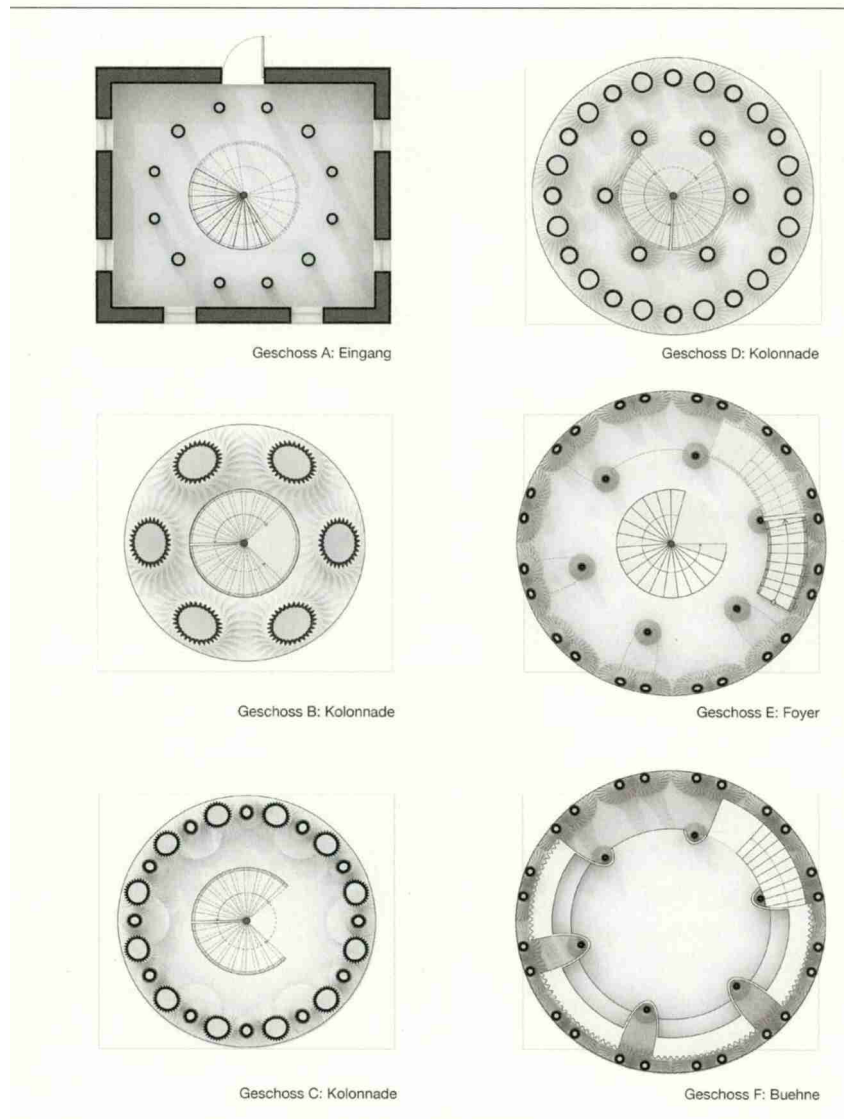 Geschoss A: Eingang
Geschoss B: Kolonnade
Geschoss C: Kolonnade
Geschoss D: Kolonnade
Geschoss E: Foyer
Geschoss F: Buehne